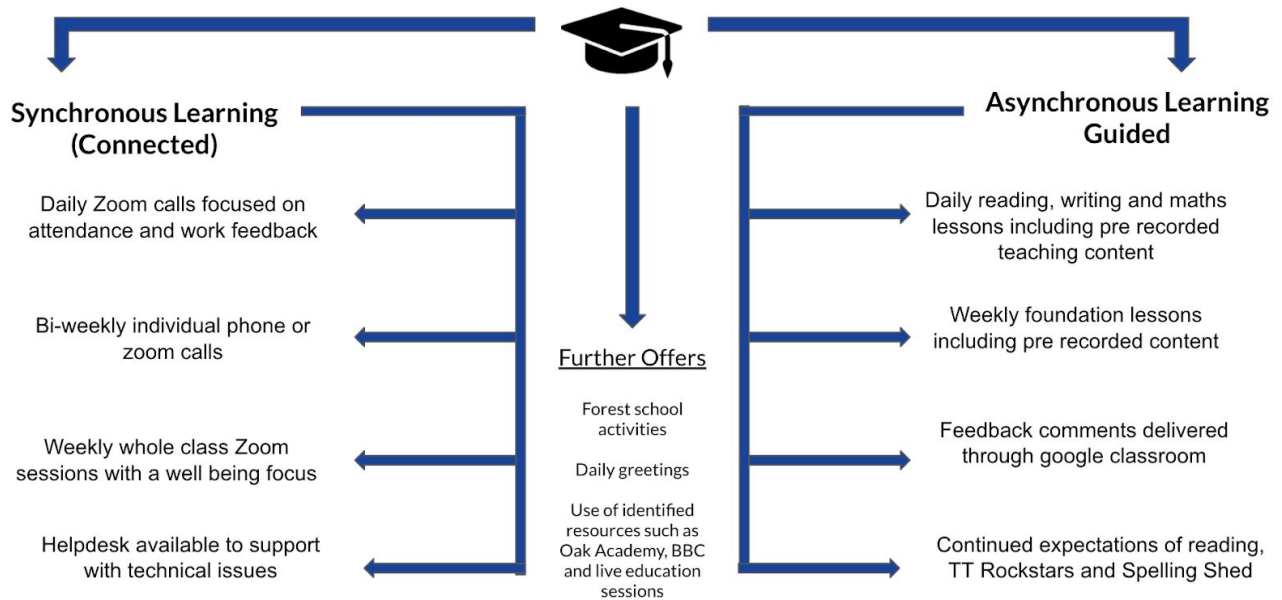 Synchronous Learning
(Connected)
Daily Zoom calls focused on
attendance and work feedback
Bi-weekly individual phone or
zoom calls
Weekly whole class Zoom
sessions with a well being focus
Helpdesk available to support
with technical issues
Further Offers
Forest school
activities
Daily greetings
Use of identified
resources such as
Oak Academy, BBC
and live education
sessions
Asynchronous Learning
Guided
Daily reading, writing and maths
lessons including pre recorded
teaching content
Weekly foundation lessons
including pre recorded content
Feedback comments delivered
through google classroom
Continued expectations of reading,
TT Rockstars and Spelling Shed